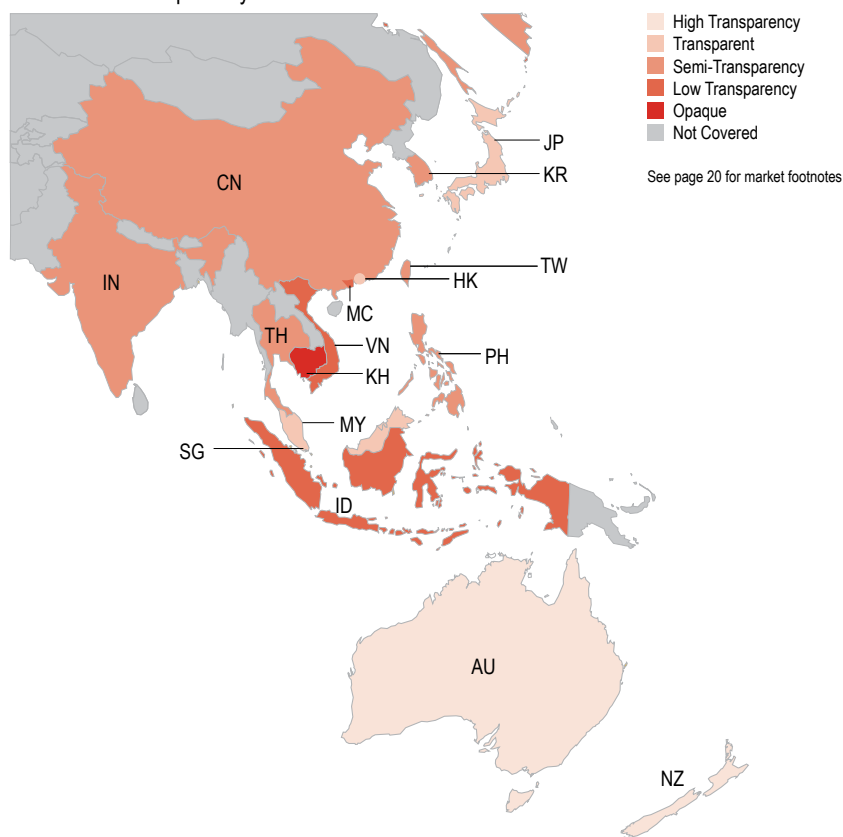 High Transparency
Transparent
Semi-Transparency
Low Transparency
Opaque
Not Covered
See page 20 for market footnotes
JP
KR
CN
TW
HK
IN
MC
TH
VN
PH
KH
MY
SG
ID
AU
NZ